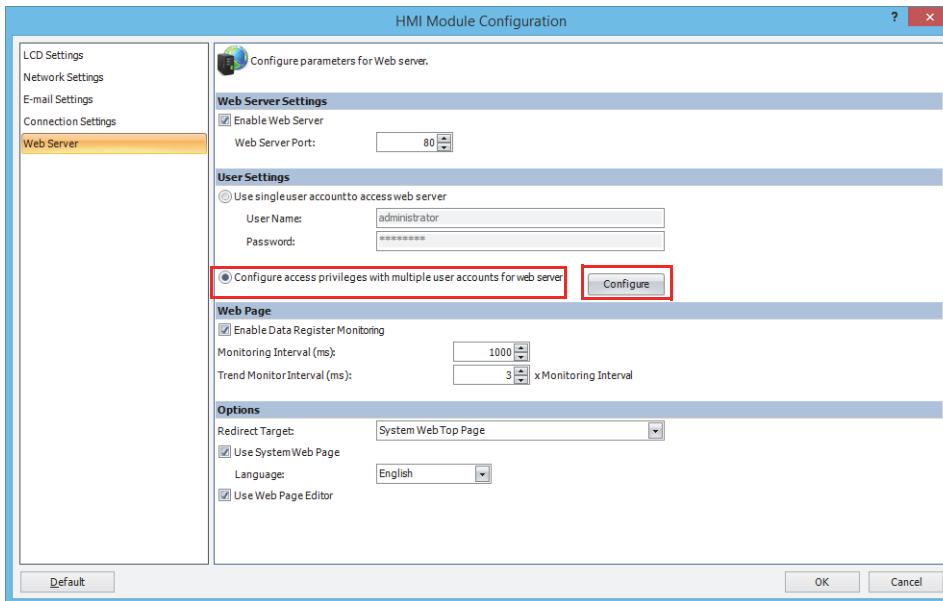 HMI Module Configuration
? ×
LCD Settings
Network Settings
E-mail Settings
Connection Settings
Web Server
Configure parameters for Web server.
Web Server Settings
Enable Web Server
Web Server Port: 80
User Settings
Use single user account to access web server
User Name: administrator
Password: ********
Configure access privileges with multiple user accounts for web server
Configure
Web Page
Enable Data Register Monitoring
Monitoring Interval (ms): 1000
Trend Monitor Interval (ms): 3 x Monitoring Interval
Options
Redirect Target: System Web Top Page
Use System Web Page
Language: English
Use Web Page Editor
Default OK Cancel